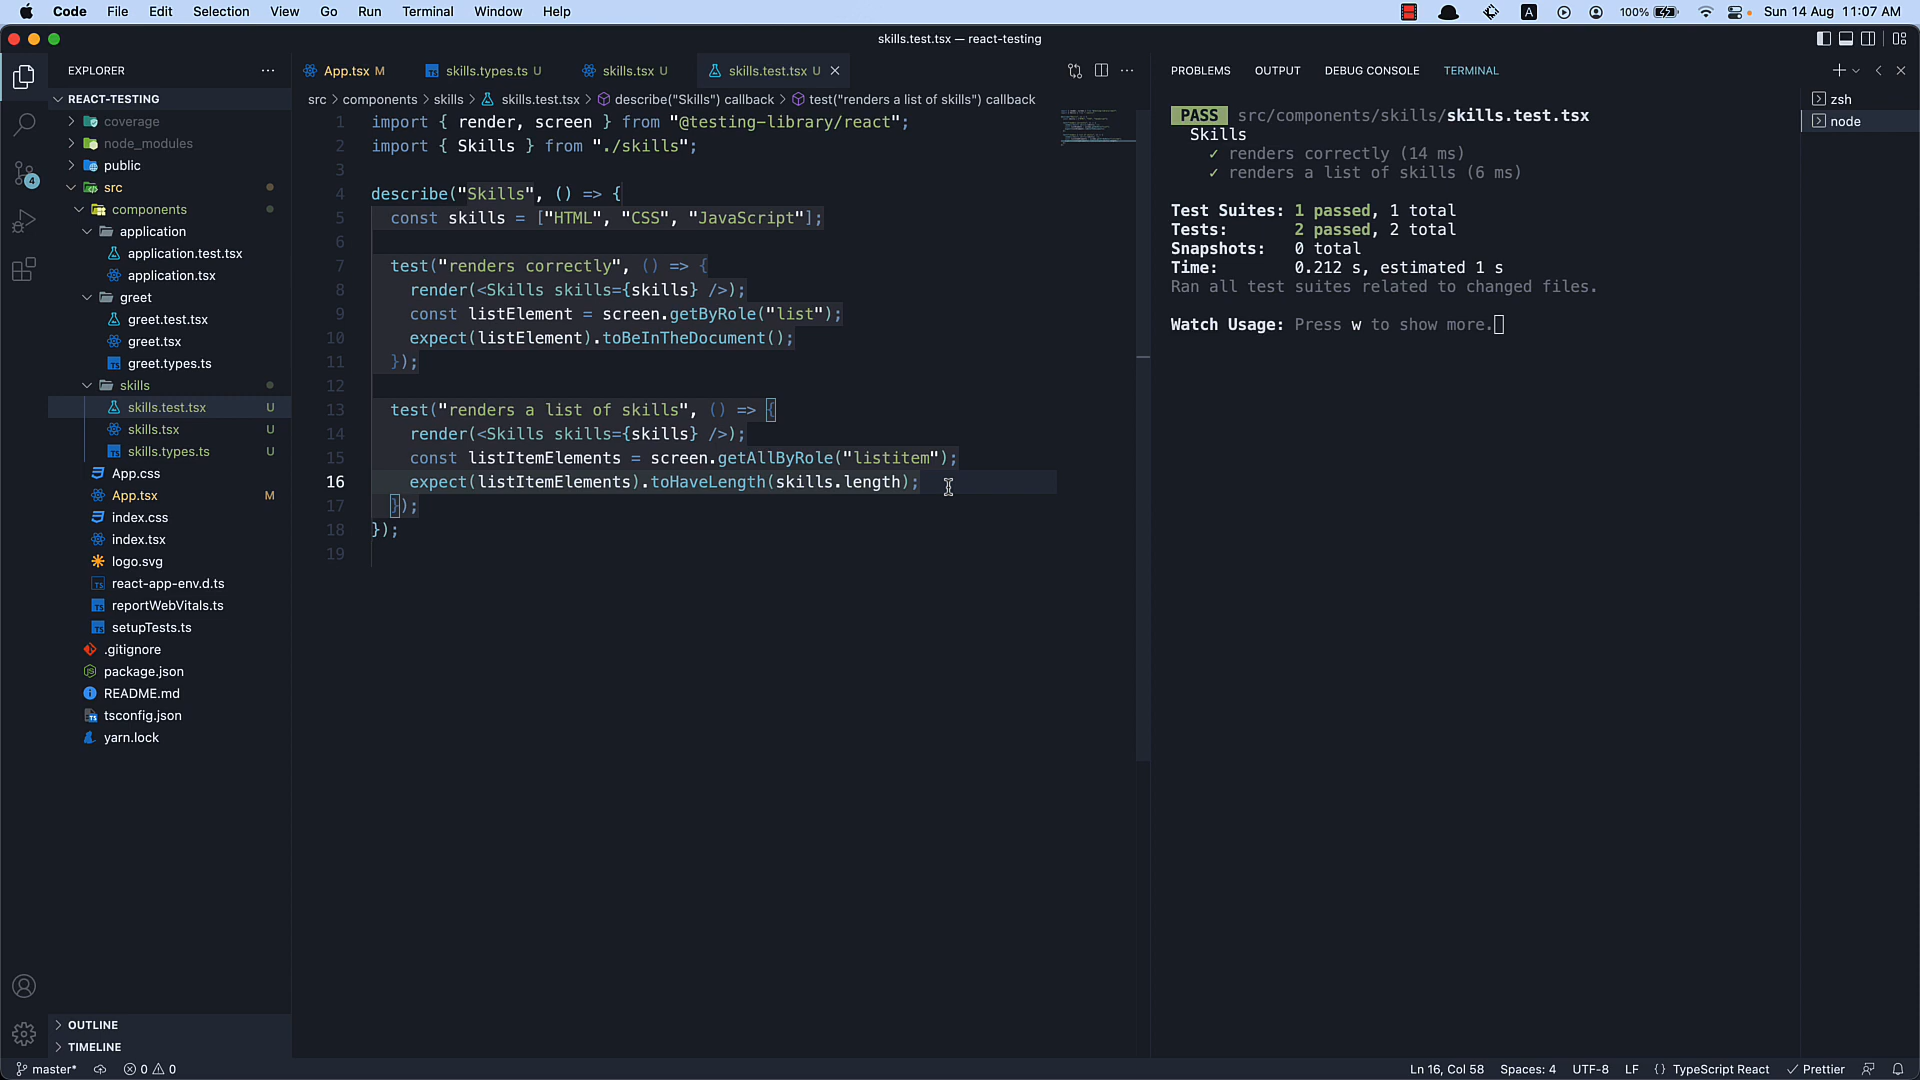 Code File Edit Selection View Go Run Terminal Window Help
A 100% Sun 14 Aug 11:07 AM
skills.test.tsx — react-testing
EXPLORER
REACT-TESTING
coverage
node_modules
public
src
components
application
application.test.tsx
application.tsx
greet
greet.test.tsx
greet.tsx
greet.types.ts
skills
skills.test.tsx U
skills.tsx U
skills.types.ts U
App.css
App.tsx M
index.css
index.tsx
logo.svg
react-app-env.d.ts
reportWebVitals.ts
setupTests.ts
.gitignore
package.json
README.md
tsconfig.json
yarn.lock
OUTLINE
TIMELINE
4
App.tsx M skills.types.ts U skills.tsx U skills.test.tsx U
src > components > skills > skills.test.tsx > describe("Skills") callback > test("renders a list of skills") callback
1 import { render, screen } from "@testing-library/react";
2 import { Skills } from "./skills";
3
4 describe("Skills", () => {
5 const skills = ["HTML", "CSS", "JavaScript"];
6
7 test("renders correctly", () => {
8 render(<Skills skills={skills} />);
9 const listElement = screen.getByRole("list");
10 expect(listElement).toBeInTheDocument();
11 });
12
13 test("renders a list of skills", () => {
14 render(<Skills skills={skills} />);
15 const listItemElements = screen.getAllByRole("listitem");
16 expect(listItemElements).toHaveLength(skills.length);
17 });
18 });
19
PROBLEMS OUTPUT DEBUG CONSOLE TERMINAL
PASS src/components/skills/skills.test.tsx
Skills
✓ renders correctly (14 ms)
✓ renders a list of skills (6 ms)
Test Suites: 1 passed, 1 total
Tests: 2 passed, 2 total
Snapshots: 0 total
Time: 0.212 s, estimated 1 s
Ran all test suites related to changed files.
Watch Usage: Press w to show more.
zsh
node
master* 0 0 Ln 16, Col 58 Spaces: 4 UTF-8 LF {} TypeScript React Prettier